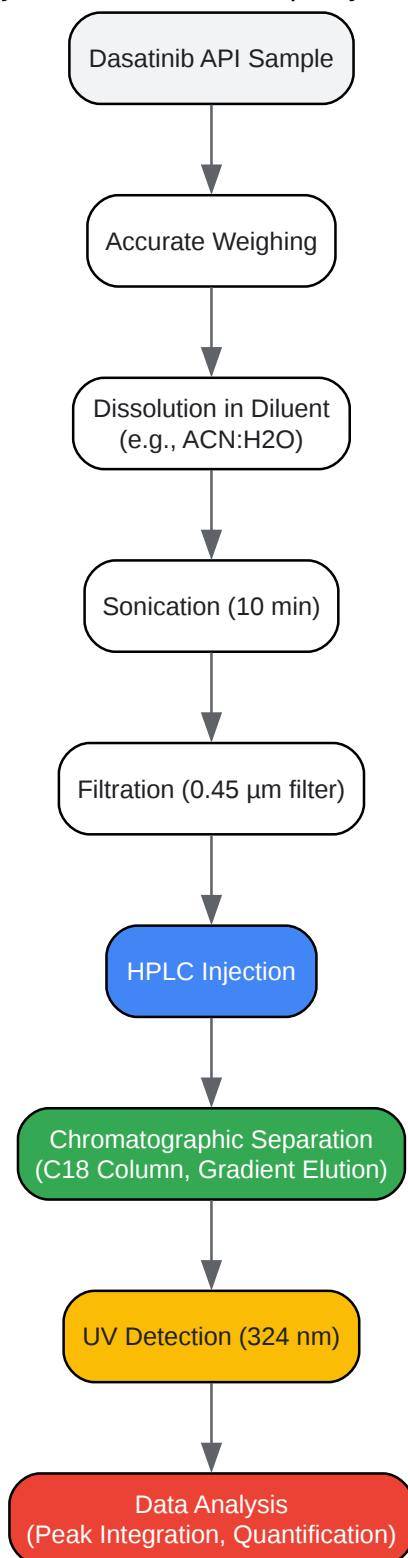 Dasatinib API Sample
Accurate Weighing
Dissolution in Diluent
(e.g., ACN:H2O)
Sonication (10 min)
Filtration (0.45 µm filter)
HPLC Injection
Chromatographic Separation
(C18 Column, Gradient Elution)
UV Detection (324 nm)
Data Analysis
(Peak Integration, Quantification)